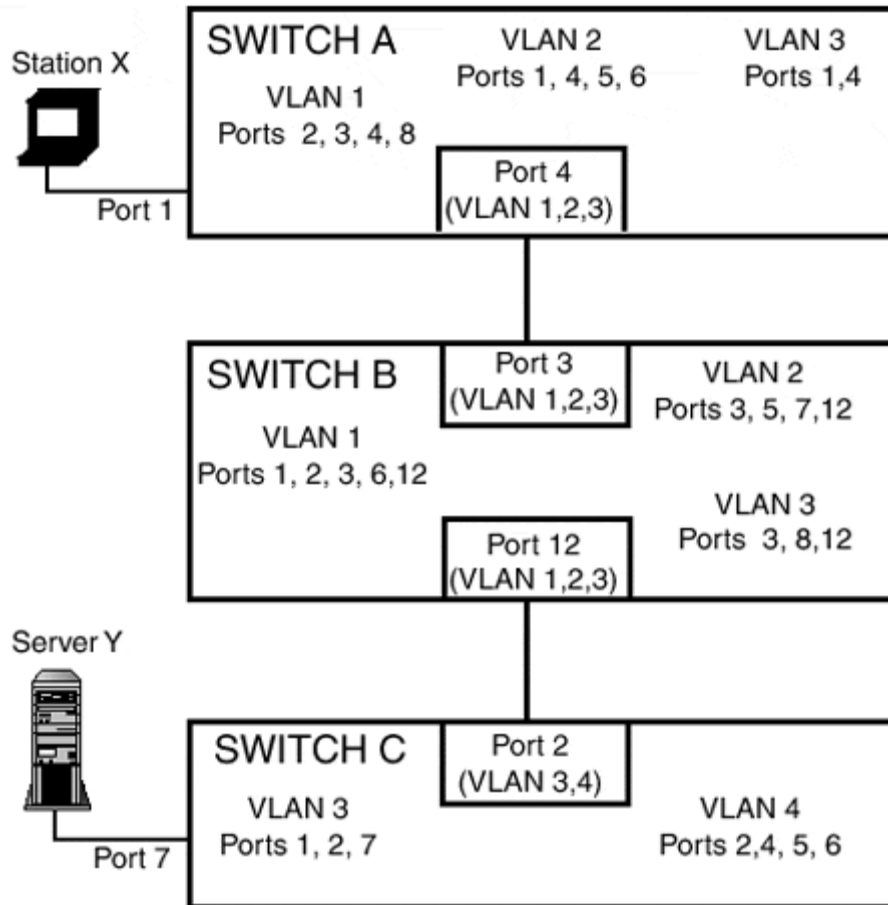 SWITCH A
VLAN 2
Ports 1, 4, 5, 6
VLAN 3
Ports 1,4
Station X
VLAN 1
Ports 2, 3, 4, 8
Port 4
(VLAN 1,2,3)
Port 1
SWITCH B
Port 3
(VLAN 1,2,3)
VLAN 2
Ports 3, 5, 7,12
VLAN 1
Ports 1, 2, 3, 6,12
VLAN 3
Ports 3, 8,12
Port 12
(VLAN 1,2,3)
Server Y
SWITCH C
Port 2
(VLAN 3,4)
VLAN 3
Ports 1, 2, 7
VLAN 4
Ports 2,4, 5, 6
Port 7